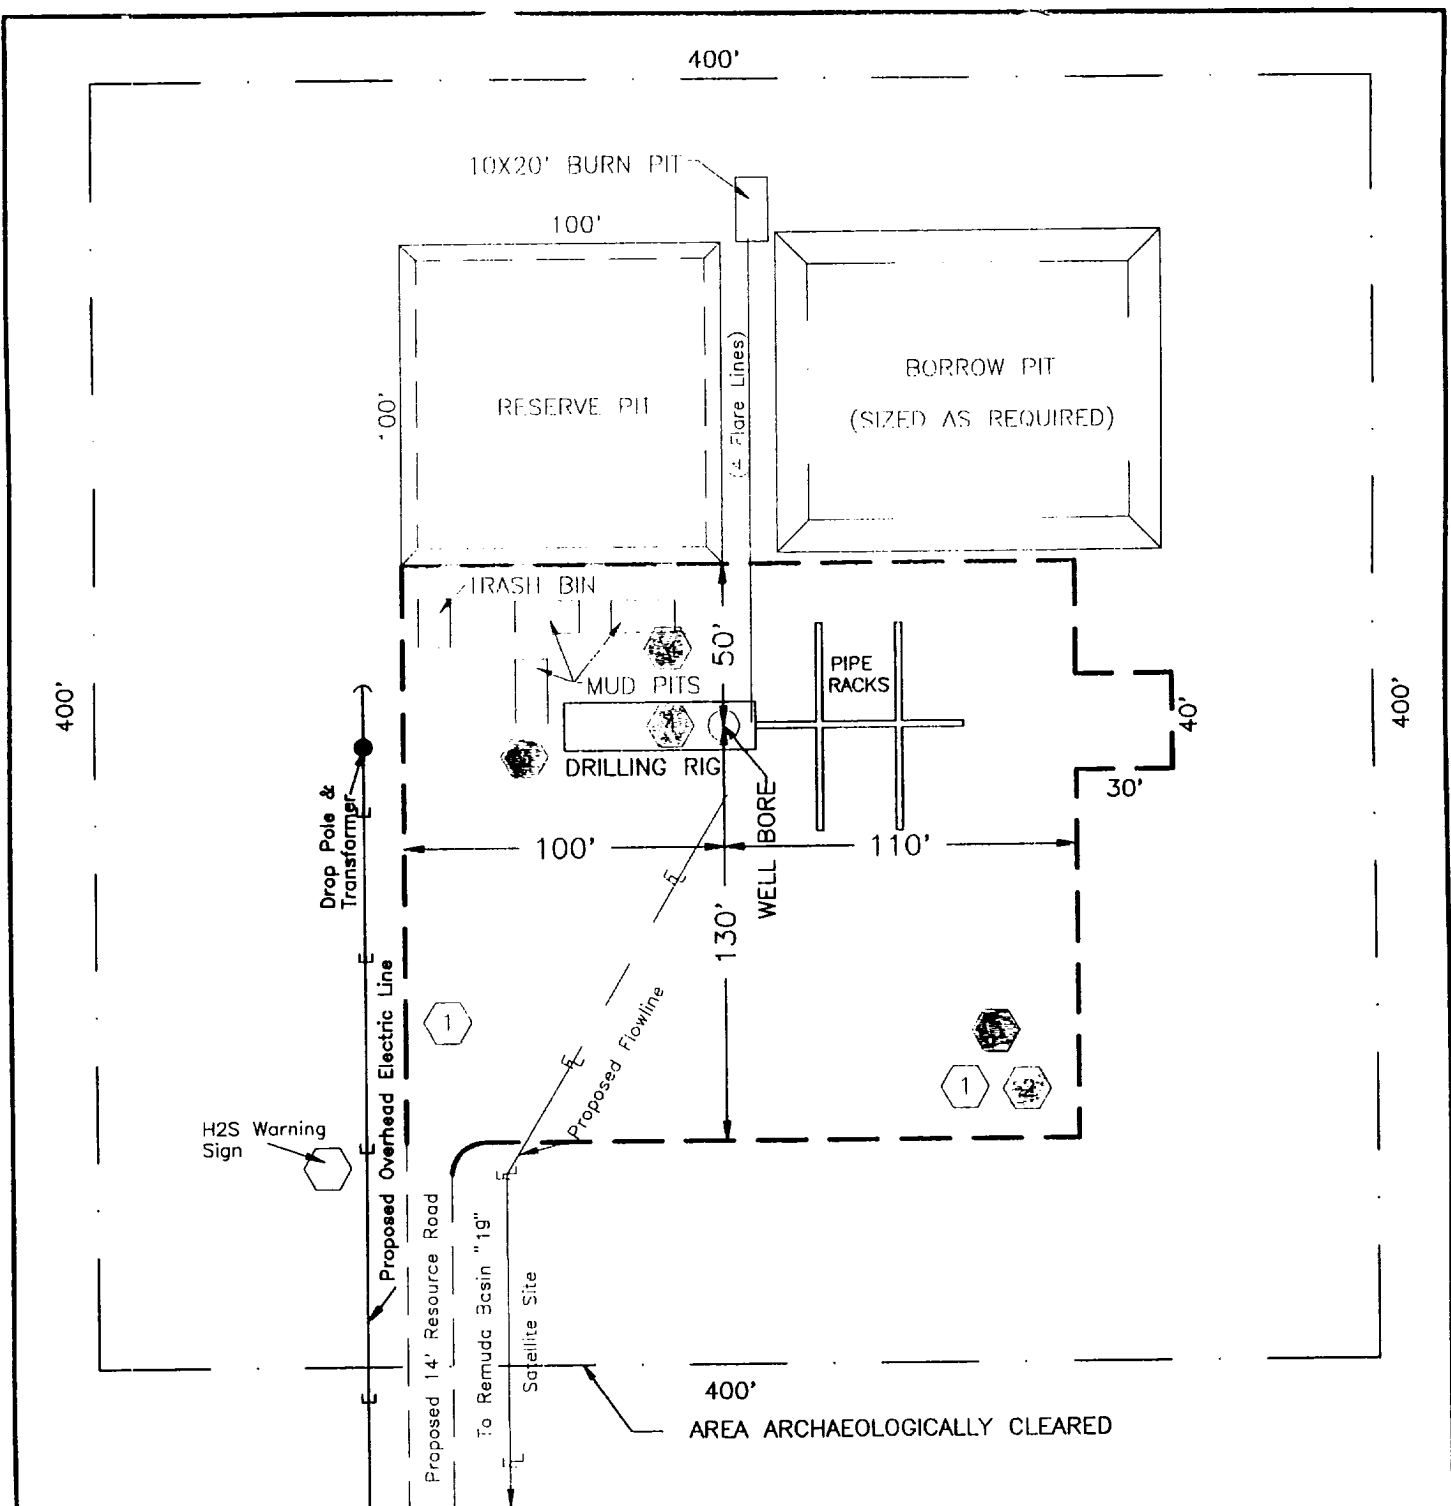 400'
10X20' BURN PIT
100'
BORROW PIT
(SIZED AS REQUIRED)
RESERVE PIT
100'
(4 Flare Lines)
TRASH BIN
50'
PIPE
RACKS
MUD PITS
400'
400'
40'
30'
DRILLING RIG
WELL BORE
Drop Pole &
Transformer
100'
110'
130'
Proposed Overhead Electric Line
1
Proposed Flowline
1
2
H2S Warning
Sign
Proposed 14' Resource Road
To Remuda Basin "19"
Satellite Site
400'
AREA ARCHAEOLOGICALLY CLEARED